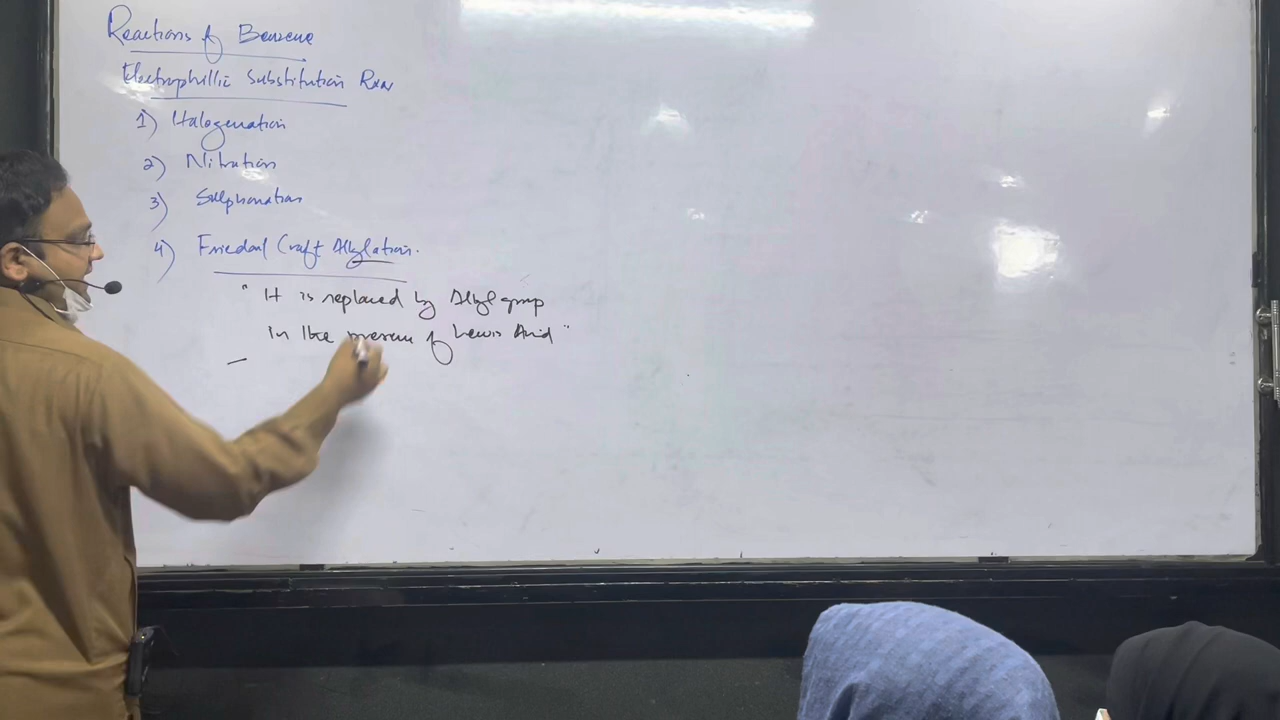 Reactions of Benzene
Electrophillic Substitution Rxn
1) Halogenation
2) Nitration
3) Sulphonation
4) Friedal Craft Alkylation.
" It is replaced by Alkyl group
in the presence of Lewis Acid "